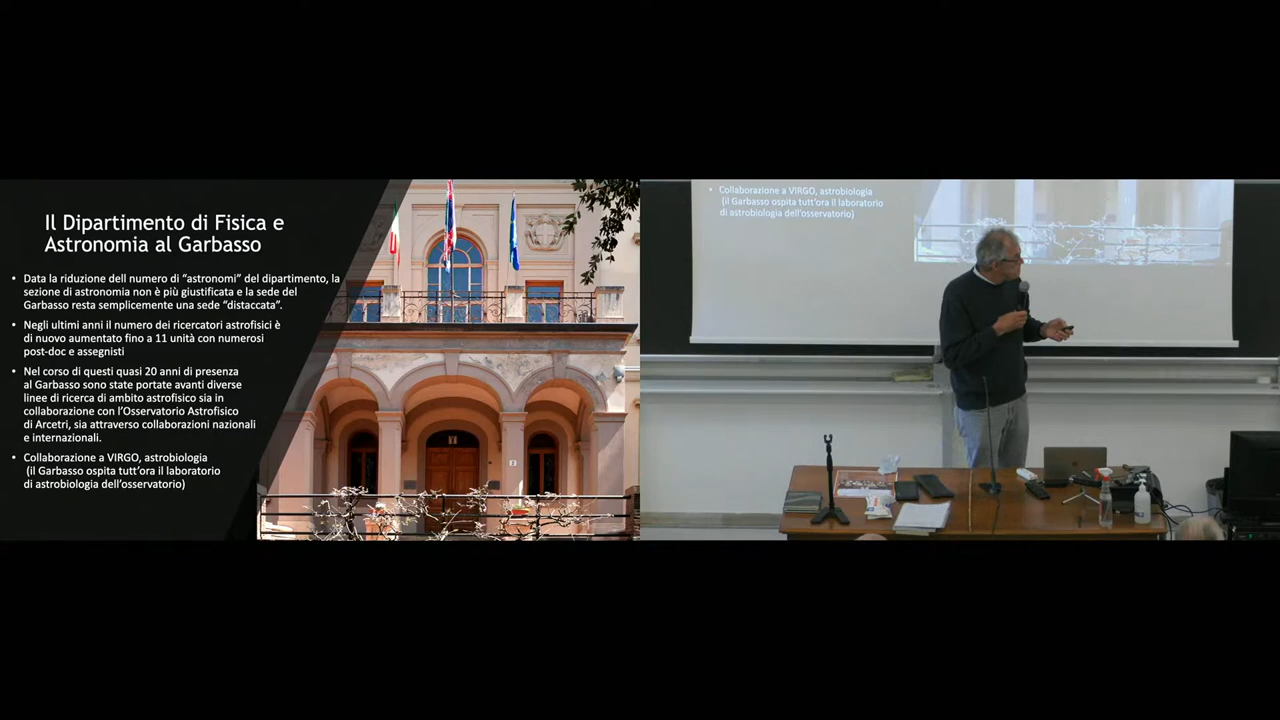 Il Dipartimento di Fisica e
Astronomia al Garbasso
• Data la riduzione dell numero di “astronomi” del dipartimento, la
sezione di astronomia non è più giustificata e la sede del
Garbasso resta semplicemente una sede “distaccata”.
• Negli ultimi anni il numero dei ricercatori astrofisici è
di nuovo aumentato fino a 11 unità con numerosi
post-doc e assegnisti
• Nel corso di questi quasi 20 anni di presenza
al Garbasso sono state portate avanti diverse
linee di ricerca di ambito astrofisico sia in
collaborazione con l’Osservatorio Astrofisico
di Arcetri, sia attraverso collaborazioni nazionali
e internazionali.
• Collaborazione a VIRGO, astrobiologia
(il Garbasso ospita tutt’ora il laboratorio
di astrobiologia dell’osservatorio)
• Collaborazione a VIRGO, astrobiologia
(il Garbasso ospita tutt’ora il laboratorio
di astrobiologia dell’osservatorio)